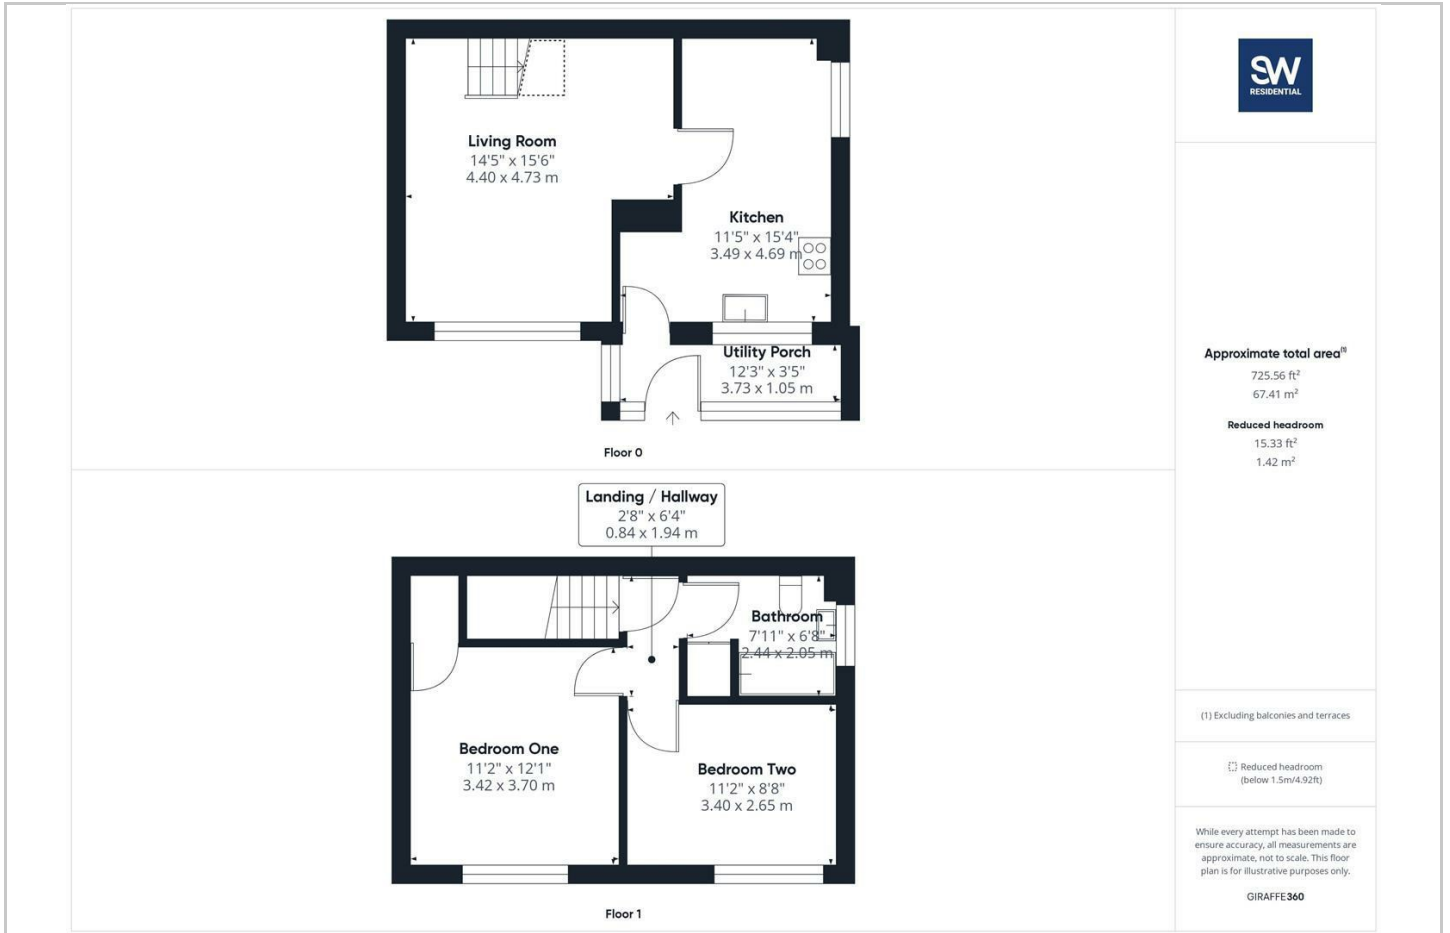 Living Room
14'5" x 15'6"
4.40 x 4.73 m
Kitchen
11'5" x 15'4"
3.49 x 4.69 m
Utility Porch
12'3" x 3'5"
3.73 x 1.05 m
Floor 0
Landing / Hallway
2'8" x 6'4"
0.84 x 1.94 m
Bathroom
7'11" x 6'8"
2.44 x 2.05 m
Bedroom One
11'2" x 12'1"
3.42 x 3.70 m
Bedroom Two
11'2" x 8'8"
3.40 x 2.65 m
Floor 1
SW
RESIDENTIAL
Approximate total area(1)
725.56 ft²
67.41 m²
Reduced headroom
15.33 ft²
1.42 m²
(1) Excluding balconies and terraces
Reduced headroom
(below 1.5m/4.92ft)
While every attempt has been made to
ensure accuracy, all measurements are
approximate, not to scale. This floor
plan is for illustrative purposes only.
GIRAFFE360